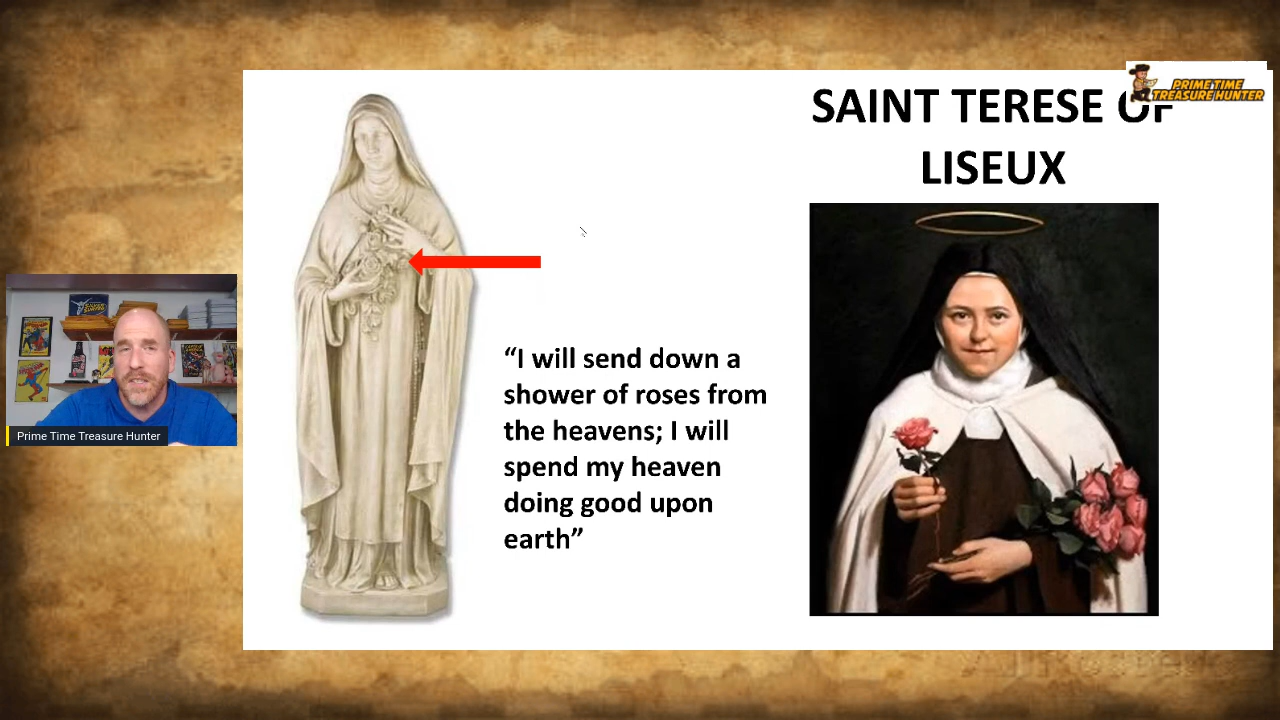 SAINT TERESE OF
LISEUX
PRIME TIME
TREASURE HUNTER
“I will send down a
shower of roses from
the heavens; I will
spend my heaven
doing good upon
earth”
Prime Time Treasure Hunter